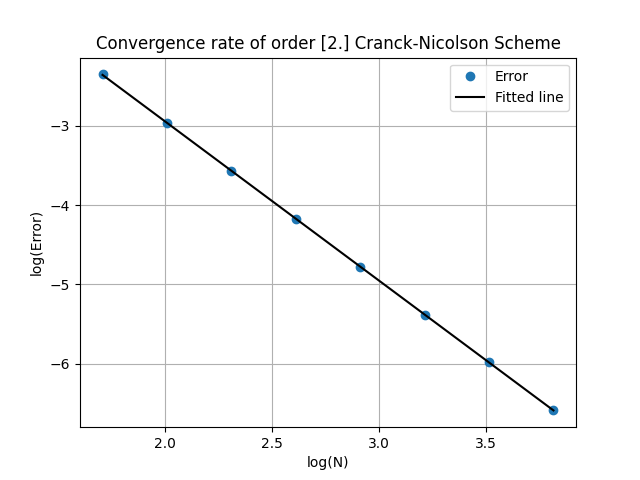 Convergence rate of order [2.] Cranck-Nicolson Scheme
Error
Fitted line
log(Error)
−3
−4
−5
−6
2.0
2.5
3.0
3.5
log(N)